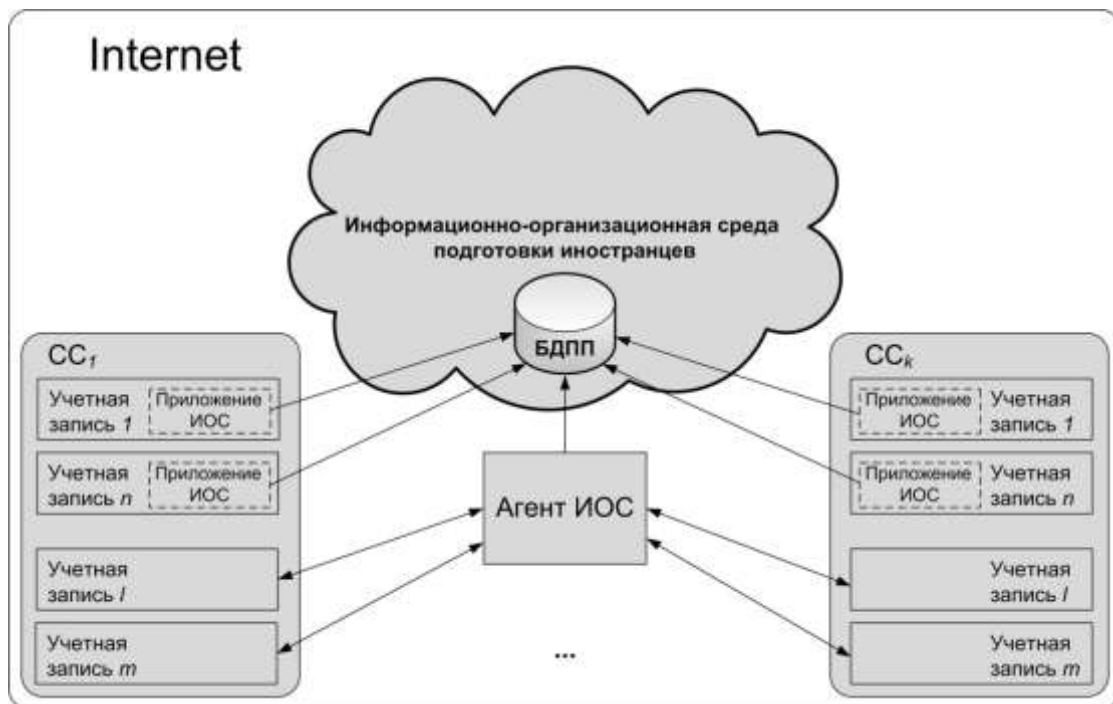 Internet
Информационно-организационная среда
подготовки иностранцев
БДПП
СС1
Учетная
запись 1
Приложение
ИОС
Учетная
запись n
Приложение
ИОС
Учетная
запись l
Учетная
запись m
Агент ИОС
...
ССk
Приложение
ИОС
Учетная
запись 1
Приложение
ИОС
Учетная
запись n
Учетная
запись l
Учетная
запись m